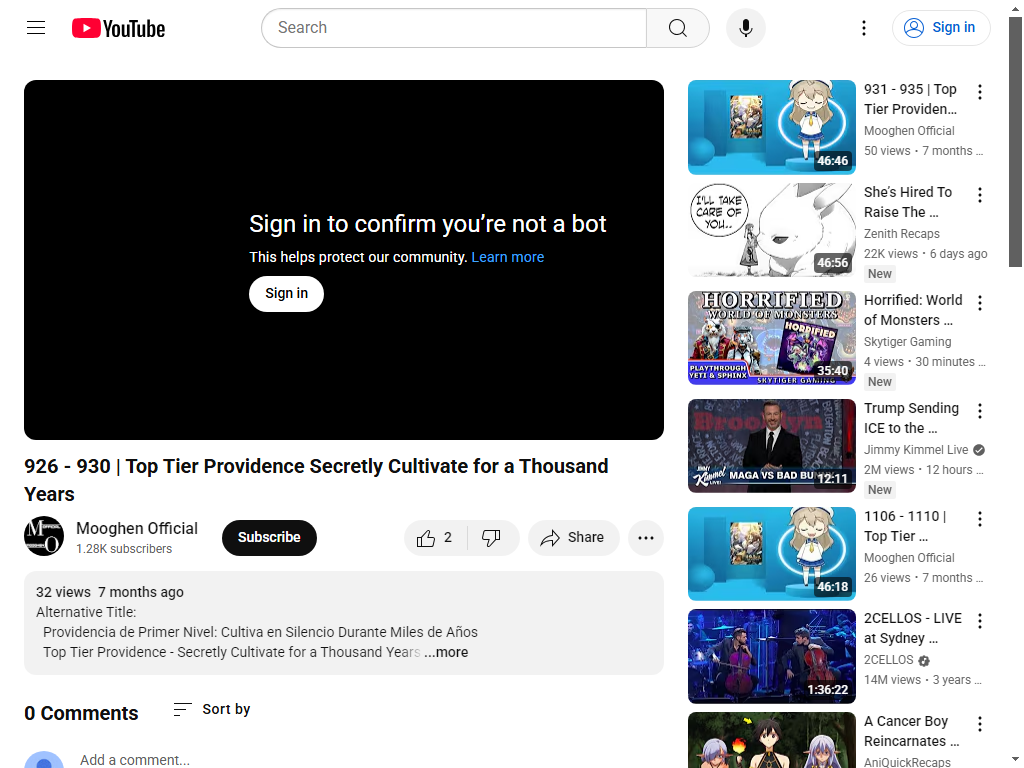 YouTube
Search
Sign in
Sign in to confirm you’re not a bot
This helps protect our community. Learn more
Sign in
926 - 930 | Top Tier Providence Secretly Cultivate for a Thousand
Years
Mooghen Official
1.28K subscribers
Subscribe
2
Share
32 views 7 months ago
Alternative Title:
Providencia de Primer Nivel: Cultiva en Silencio Durante Miles de Años
Top Tier Providence - Secretly Cultivate for a Thousand Years ...more
0 Comments
Sort by
Add a comment...
46:46
931 - 935 | Top
Tier Providen...
Mooghen Official
50 views • 7 months ...
I'LL TAKE
CARE OF
YOU..
46:56
She’s Hired To
Raise The ...
Zenith Recaps
22K views • 6 days ago
New
HORRIFIED
WORLD OF MONSTERS
HORRIFIED
PLAYTHROUGH
YETI & SPHINX
SKYTIGER GAMING
35:40
Horrified: World
of Monsters ...
Skytiger Gaming
4 views • 30 minutes ...
New
Brooklyn
JIMMY
KIMMEL
LIVE!
MAGA VS BAD BU
12:11
Trump Sending
ICE to the ...
Jimmy Kimmel Live
2M views • 12 hours ...
New
46:18
1106 - 1110 |
Top Tier ...
Mooghen Official
26 views • 7 months ...
1:36:22
2CELLOS - LIVE
at Sydney ...
2CELLOS
14M views • 3 years ...
A Cancer Boy
Reincarnates ...
AniQuickRecaps